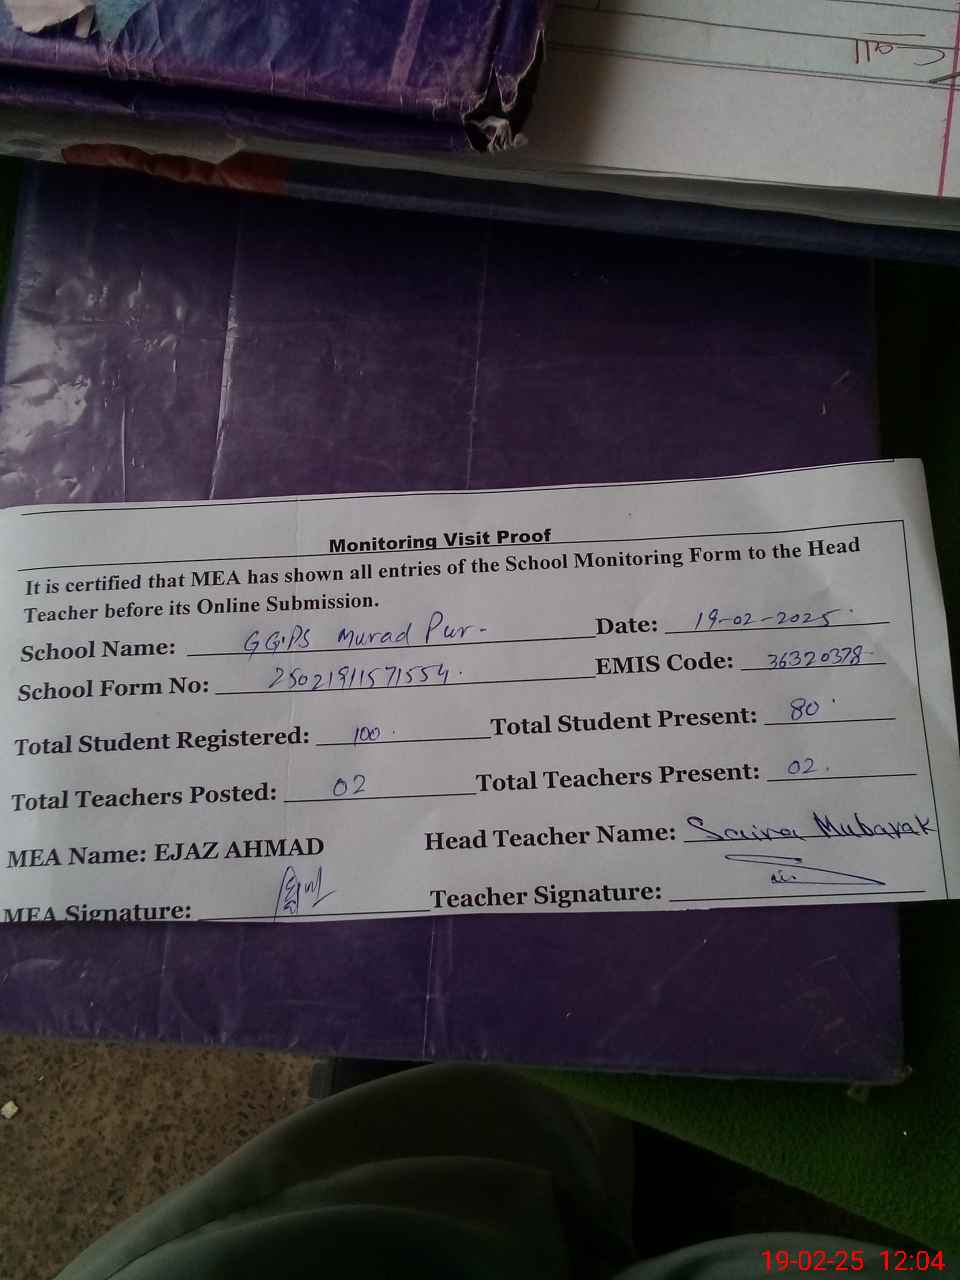 Monitoring Visit Proof
It is certified that MEA has shown all entries of the School Monitoring Form to the Head
Teacher before its Online Submission.
School Name: GGPS Murad Pur. Date: 19-02-2025
School Form No: 25021911571554. EMIS Code: 36320378
Total Student Registered: 100. Total Student Present: 80
Total Teachers Posted: 02 Total Teachers Present: 02.
MEA Name: EJAZ AHMAD Head Teacher Name: Saira Mubarak
MEA Signature: Teacher Signature:
19-02-25 12:04